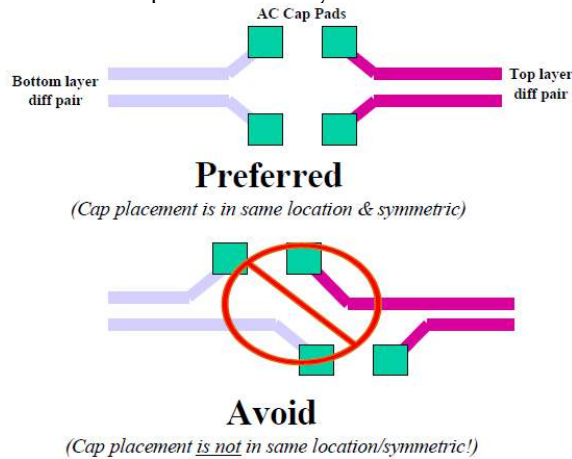 AC Cap Pads
Bottom layer
diff pair
Top layer
diff pair
Preferred
(Cap placement is in same location & symmetric)
Avoid
(Cap placement is not in same location/symmetric!)